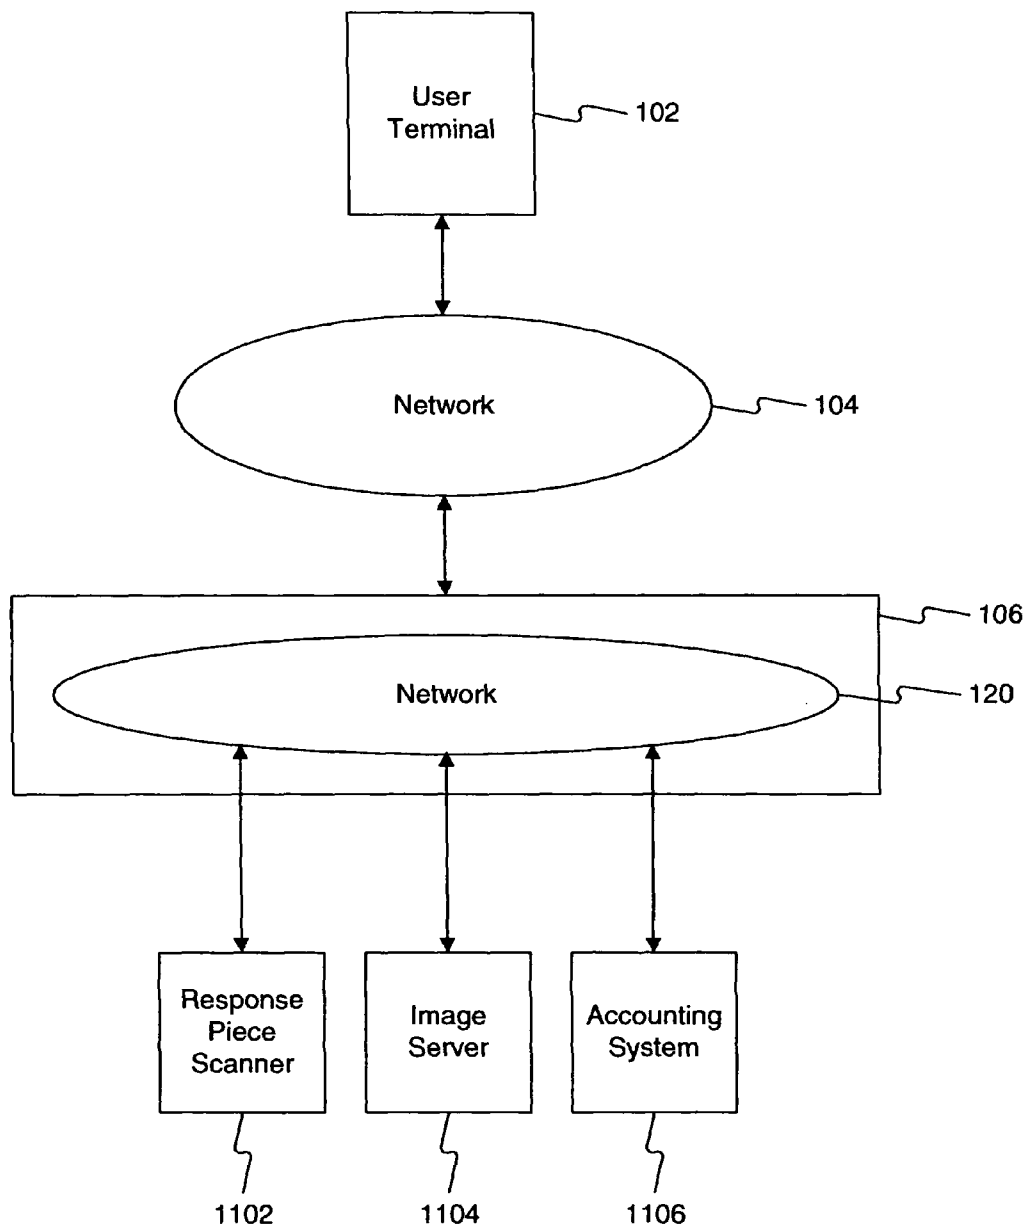 User
Terminal
102
Network
104
106
Network
120
Response
Piece
Scanner
Image
Server
Accounting
System
1102
1104
1106